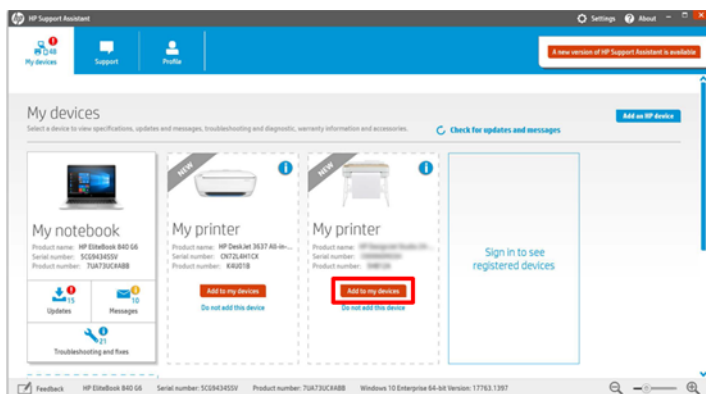 HP Support Assistant
Settings
About
My devices
48
Support
Profile
A new version of HP Support Assistant is available
My devices
Select a device to view specifications, updates and messages, troubleshooting and diagnostic, warranty information and accessories.
Check for updates and messages
Add an HP device
My notebook
Product name: HP EliteBook 840 G6
Serial number: 5CG94345SV
Product number: 7UA73UC#ABB
15
Updates
10
Messages
21
Troubleshooting and fixes
NEW
My printer
Product name: HP DeskJet 3637 All-in-...
Serial number: CN72L4H1CX
Product number: K4U01B
Add to my devices
Do not add this device
NEW
My printer
Product name:
Serial number:
Product number:
Add to my devices
Do not add this device
Sign in to see
registered devices
Feedback
HP EliteBook 840 G6
Serial number: 5CG94345SV
Product number: 7UA73UC#ABB
Windows 10 Enterprise 64-bit Version: 17763.1397